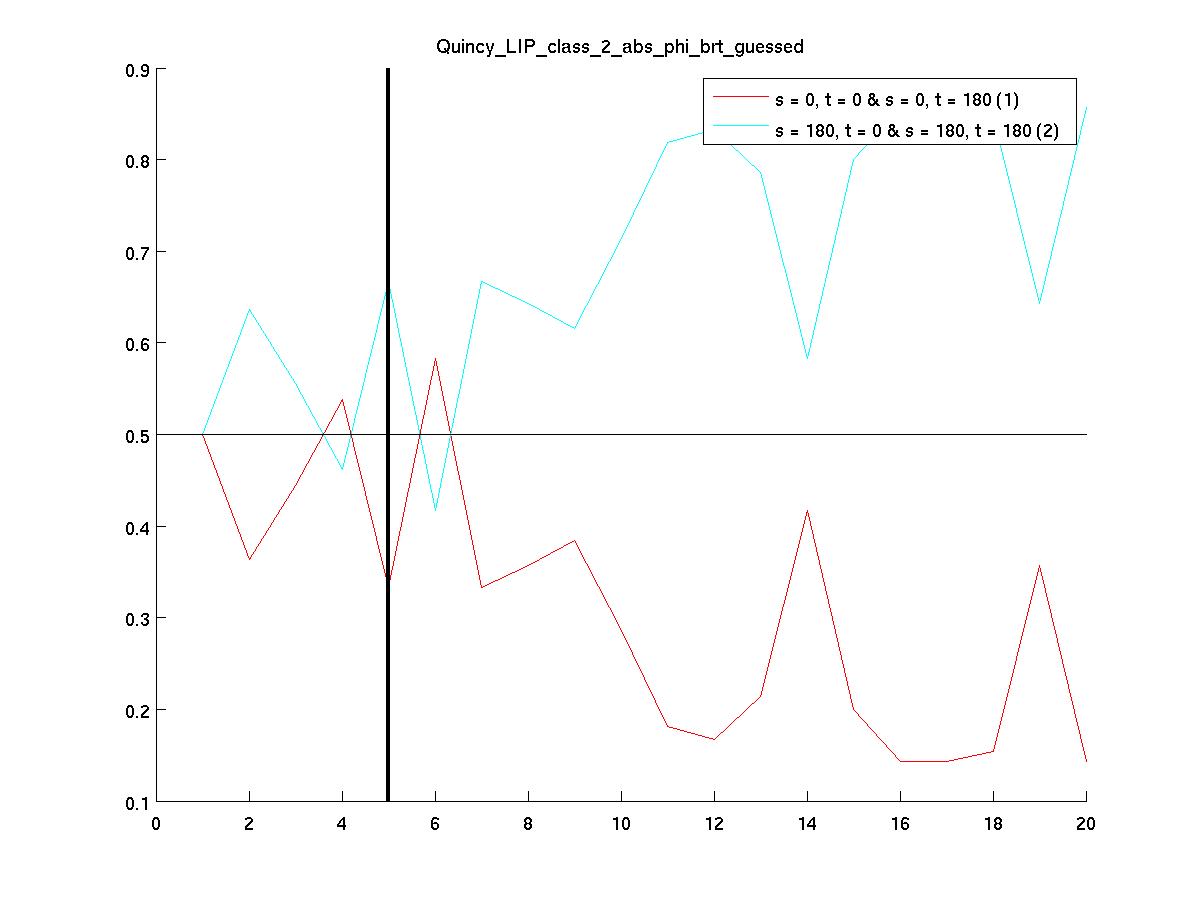 Quincy_LIP_class_2_abs_phi_brt_guessed
s = 0, t = 0 & s = 0, t = 180 (1)
s = 180, t = 0 & s = 180, t = 180 (2)
0.9
0.8
0.7
0.6
0.5
0.4
0.3
0.2
0.1
0 2 4 6 8 10 12 14 16 18 20